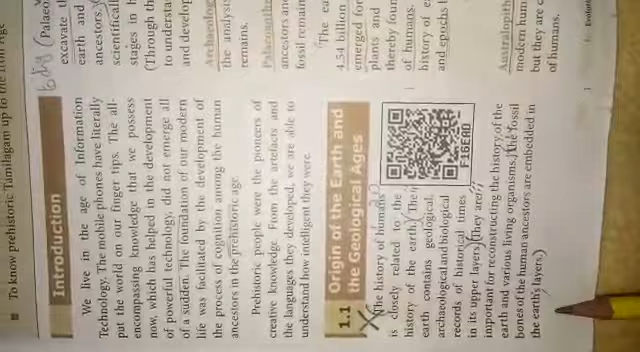 ■ To know prehistoric Tamilagam up to the Iron Age
Introduction
We live in the age of Information
Technology. The mobile phones have literally
put the world on our finger tips. The all-
encompassing knowledge that we possess
now, which has helped in the development
of powerful technology, did not emerge all
of a sudden. The foundation of our modern
life was facilitated by the development of
the process of cognition among the human
ancestors in the prehistoric age.
Prehistoric people were the pioneers of
creative knowledge. From the artefacts and
the languages they developed, we are able to
understand how intelligent they were.
1.1 Origin of the Earth and
the Geological Ages
The history of humans
is closely related to the
history of the earth. The
earth contains geological,
archaeological and biological
records of historical times
in its upper layers. They are
important for reconstructing the history of the
earth and various living organisms. The fossil
bones of the human ancestors are embedded in
the earth's layers.)
F1B6RD
(Palaeo
excavate
earth and
ancestors.
scientifically
stages in h
(Through th
to understa
and develop
Archaeolog
the analysis
remains.
Palaeoanthr
ancestors and
fossil remain
The ea
4.54 billion
emerged for
plants and
thereby foun
of humans.
history of e
and epochs
Australopith
modern hum
but they are c
of humans.
1 Evoluti